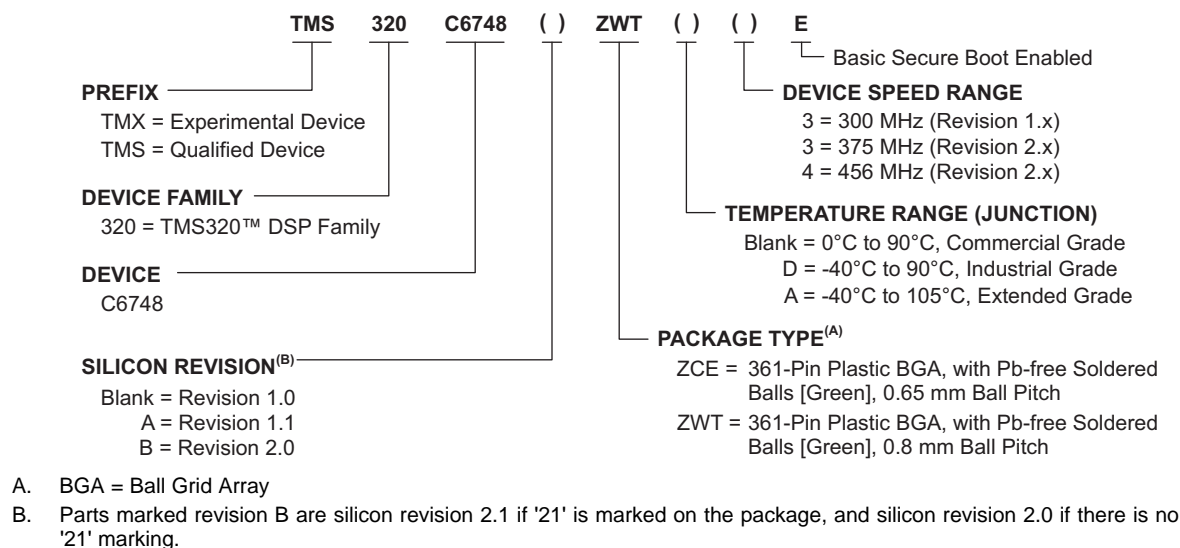 TMS 320 C6748 ( ) ZWT ( ) ( ) E
Basic Secure Boot Enabled
PREFIX
TMX = Experimental Device
TMS = Qualified Device
DEVICE SPEED RANGE
3 = 300 MHz (Revision 1.x)
3 = 375 MHz (Revision 2.x)
4 = 456 MHz (Revision 2.x)
DEVICE FAMILY
320 = TMS320™ DSP Family
TEMPERATURE RANGE (JUNCTION)
Blank = 0°C to 90°C, Commercial Grade
D = -40°C to 90°C, Industrial Grade
A = -40°C to 105°C, Extended Grade
DEVICE
C6748
PACKAGE TYPE(A)
ZCE = 361-Pin Plastic BGA, with Pb-free Soldered
Balls [Green], 0.65 mm Ball Pitch
ZWT = 361-Pin Plastic BGA, with Pb-free Soldered
Balls [Green], 0.8 mm Ball Pitch
SILICON REVISION(B)
Blank = Revision 1.0
A = Revision 1.1
B = Revision 2.0
A. BGA = Ball Grid Array
B. Parts marked revision B are silicon revision 2.1 if '21' is marked on the package, and silicon revision 2.0 if there is no
'21' marking.